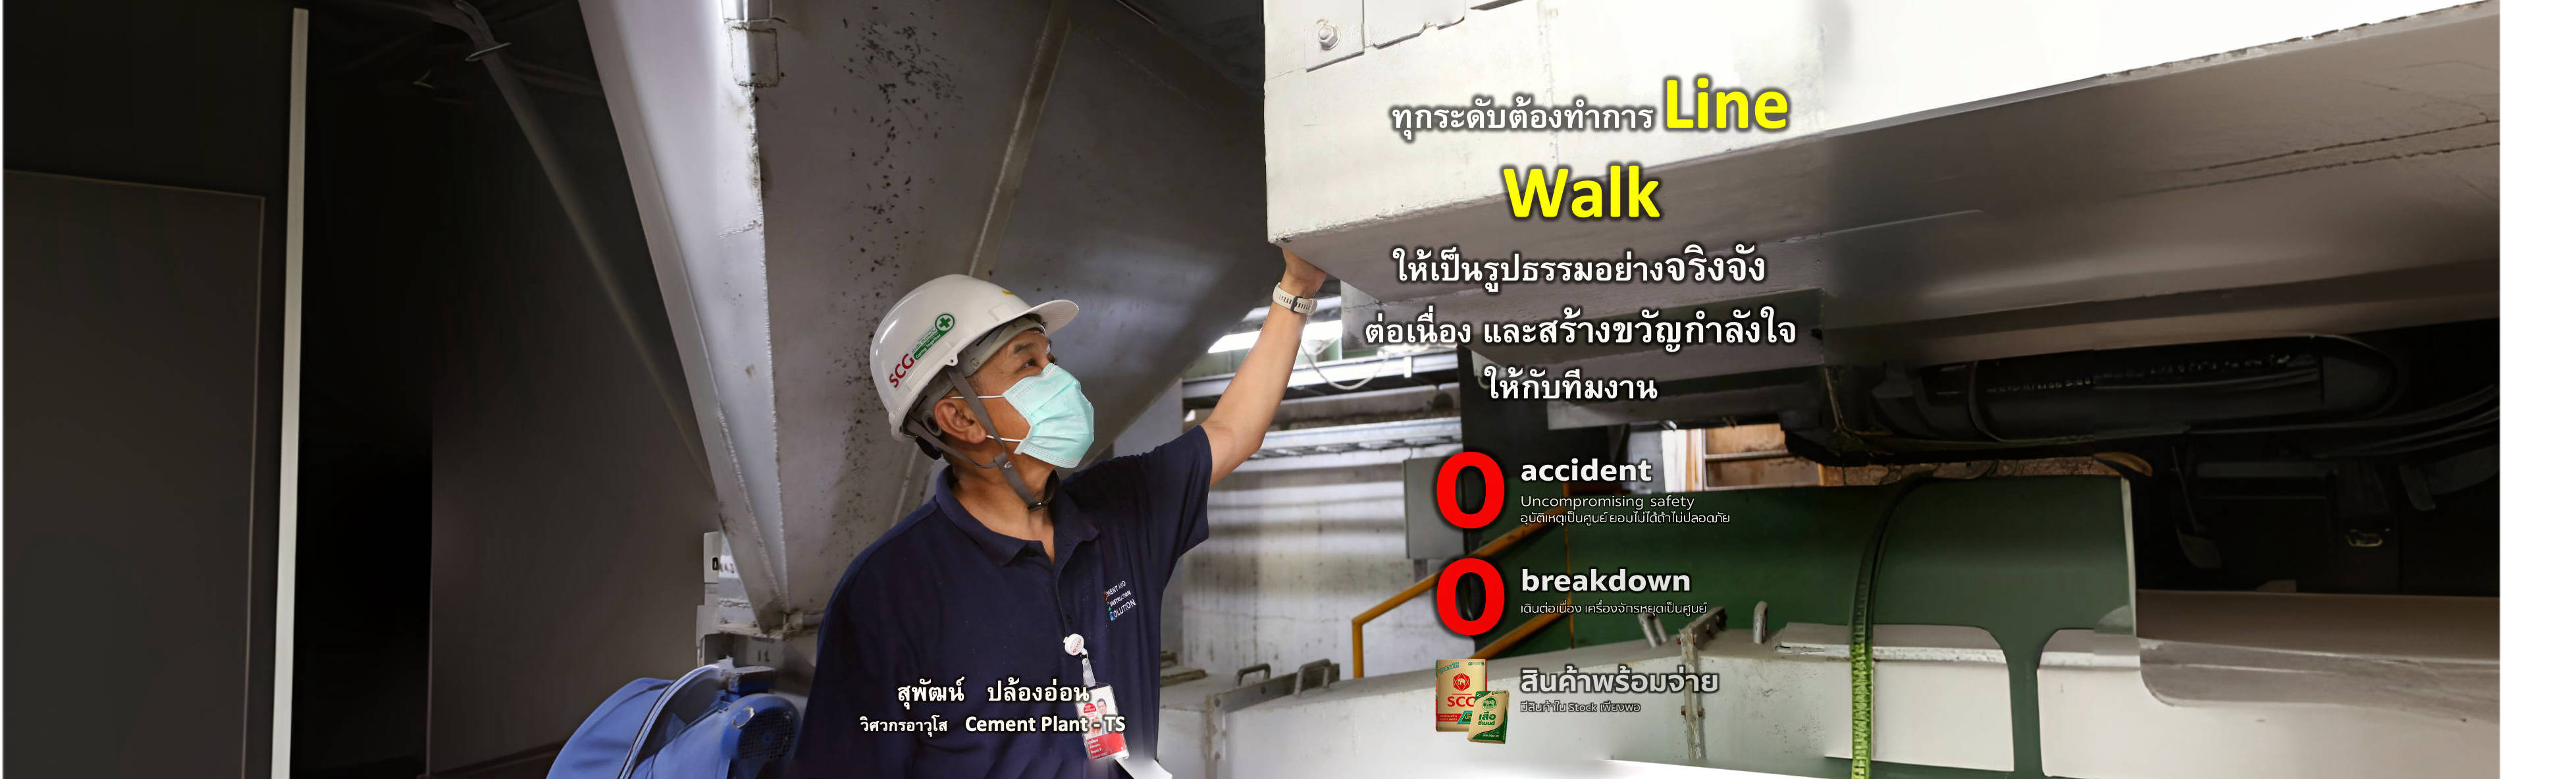 ทุกระดับต้องทำการ Line
Walk
ให้เป็นรูปธรรมอย่างจริงจัง
ต่อเนื่อง และสร้างขวัญกำลังใจ
ให้กับทีมงาน
0 accident
Uncompromising safety
อุบัติเหตุเป็นศูนย์ ยอมไม่ได้ถ้าไม่ปลอดภัย
0 breakdown
เดินต่อเนื่อง เครื่องจักรหยุดเป็นศูนย์
สินค้าพร้อมจ่าย
มีสินค้าใน Stock เพียงพอ
SCG
เสือ
SCG
สุพัฒน์ ปล้องอ่อน
วิศวกรอาวุโส Cement Plant - TS